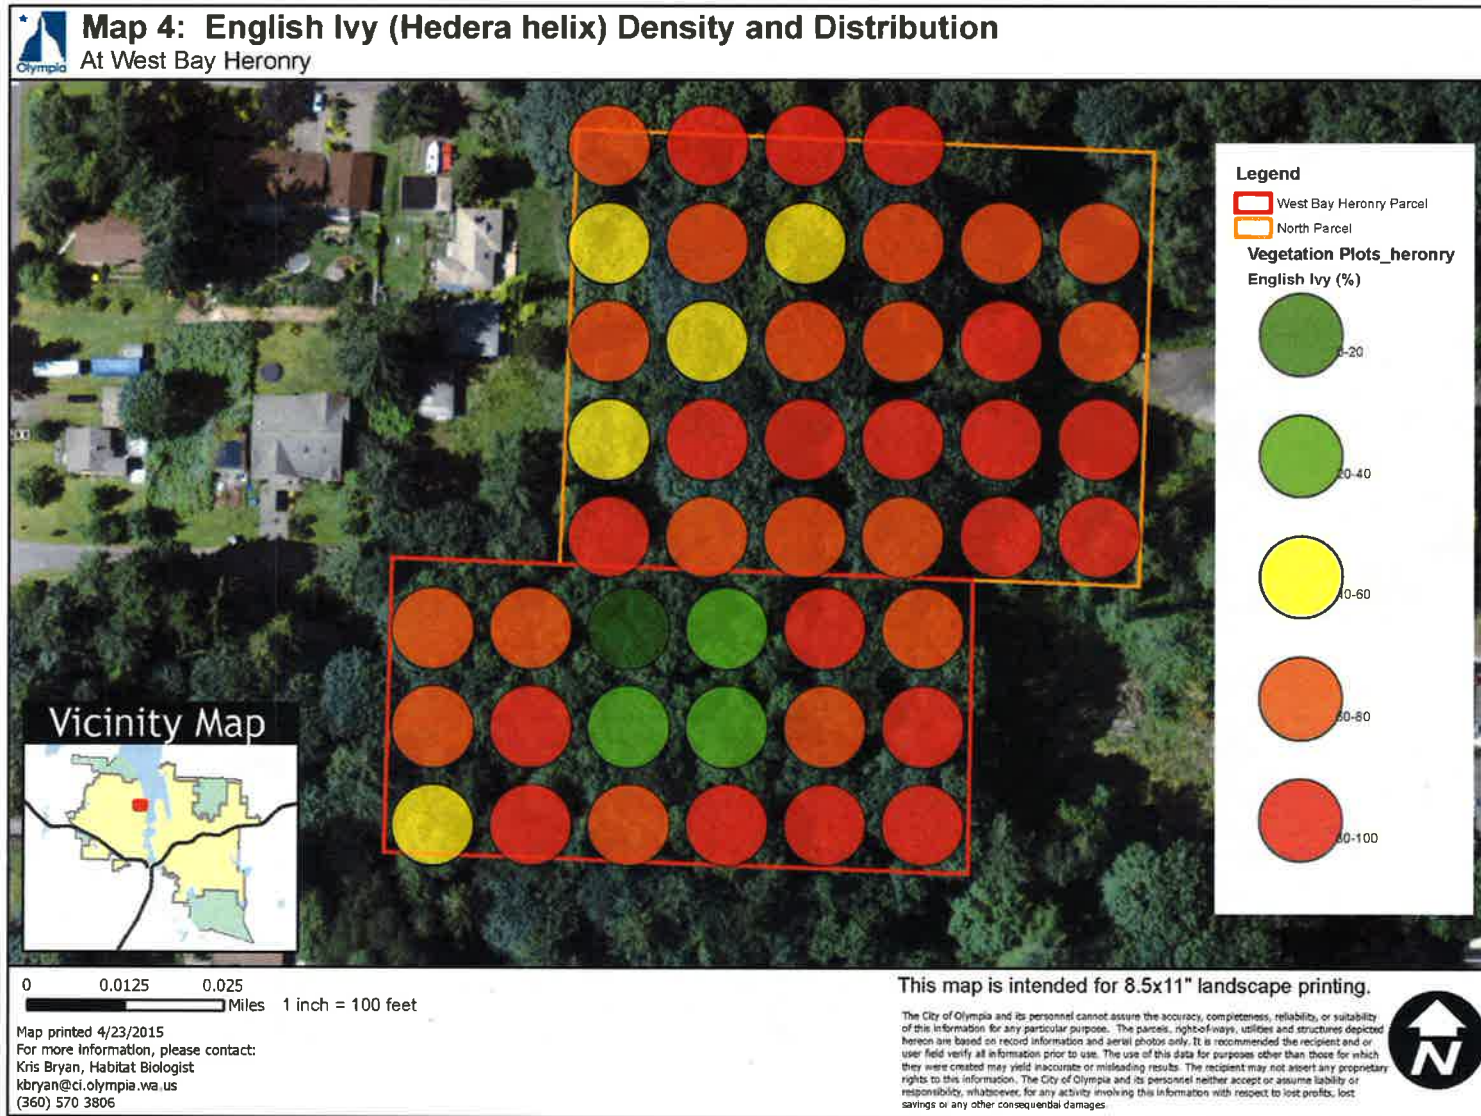 Map 4: English Ivy (Hedera helix) Density and Distribution
At West Bay Heronry
Olympia
Legend
West Bay Heronry Parcel
North Parcel
Vegetation Plots_heronry
English Ivy (%)
-20
20-40
40-60
60-80
80-100
Vicinity Map
0 0.0125 0.025
Miles 1 inch = 100 feet
Map printed 4/23/2015
For more information, please contact:
Kris Bryan, Habitat Biologist
kbryan@ci.olympia.wa.us
(360) 570 3806
This map is intended for 8.5x11" landscape printing.
The City of Olympia and its personnel cannot assure the accuracy, completeness, reliability, or suitability
of this information for any particular purpose. The parcels, right-of-ways, utilities and structures depicted
hereon are based on record information and aerial photos only. It is recommended the recipient and or
user field verify all information prior to use. The use of this data for purposes other than those for which
they were created may yield inaccurate or misleading results. The recipient may not assert any proprietary
rights to this information. The City of Olympia and its personnel neither accept or assume liability or
responsibility, whatsoever, for any activity involving this information with respect to lost profits, lost
savings or any other consequential damages.
N